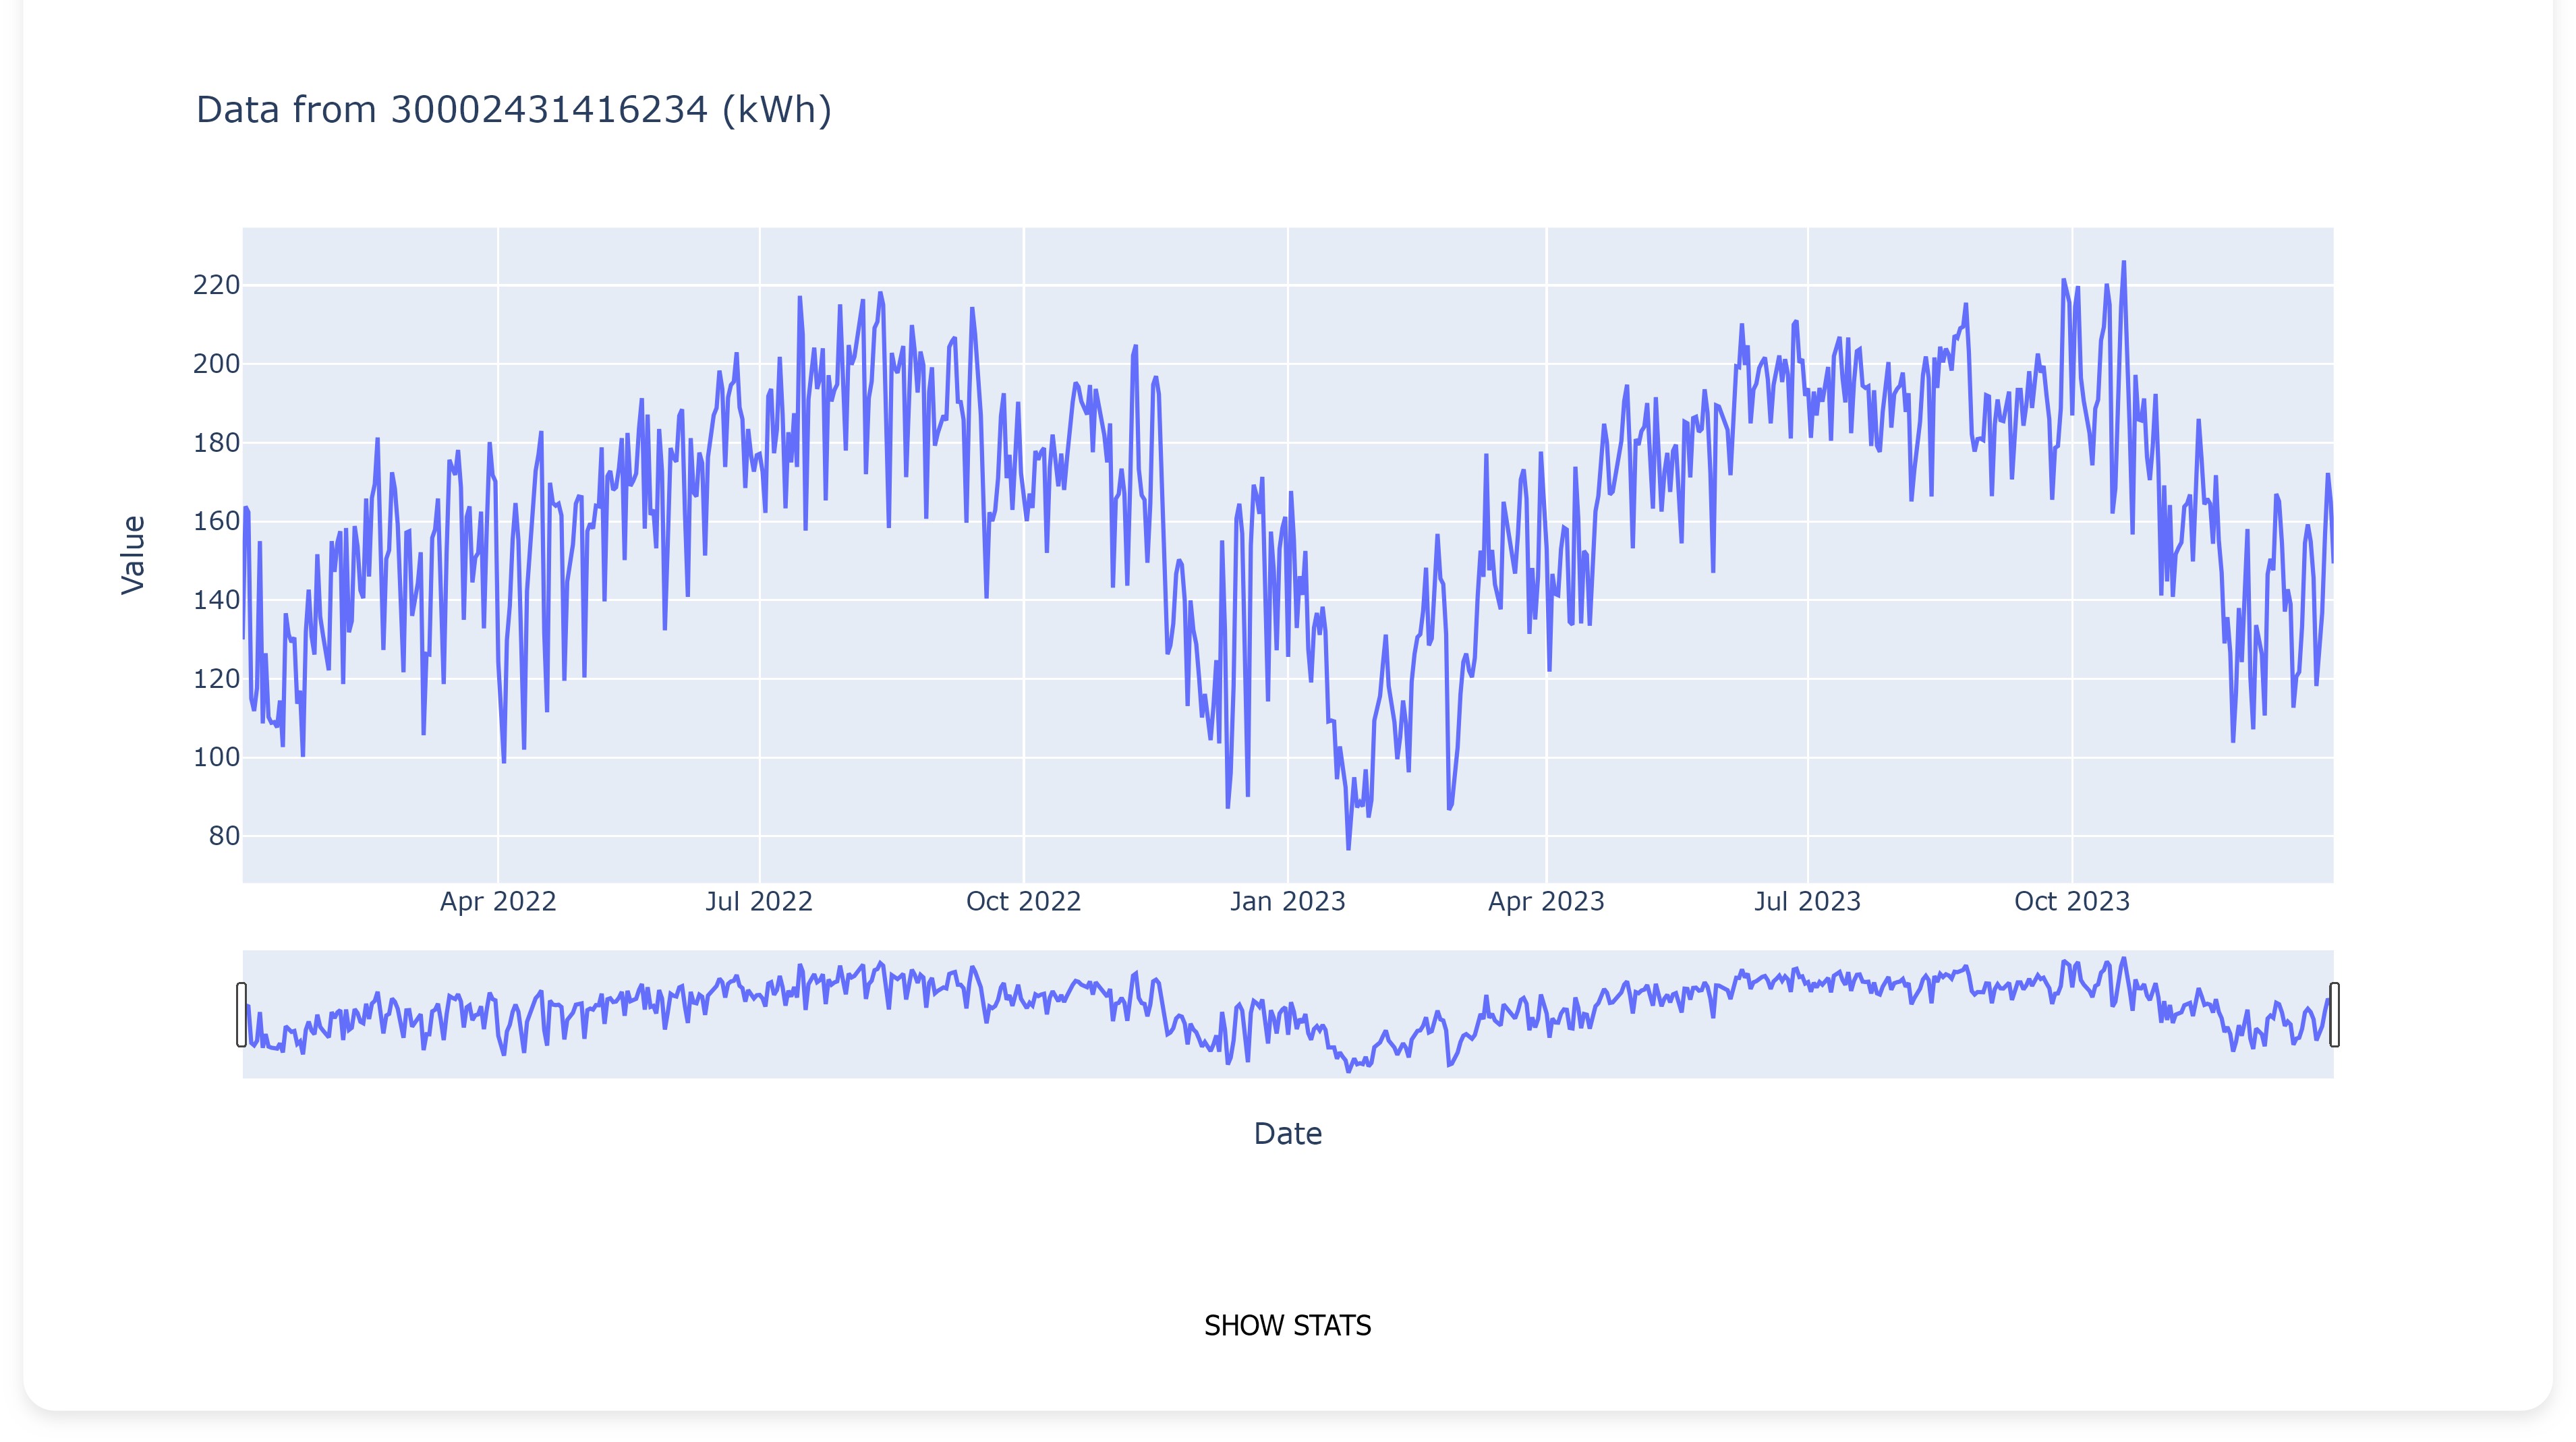 Data from 30002431416234 (kWh)
220
200
180
160
140
120
100
80
Value
Apr 2022
Jul 2022
Oct 2022
Jan 2023
Apr 2023
Jul 2023
Oct 2023
Date
SHOW STATS